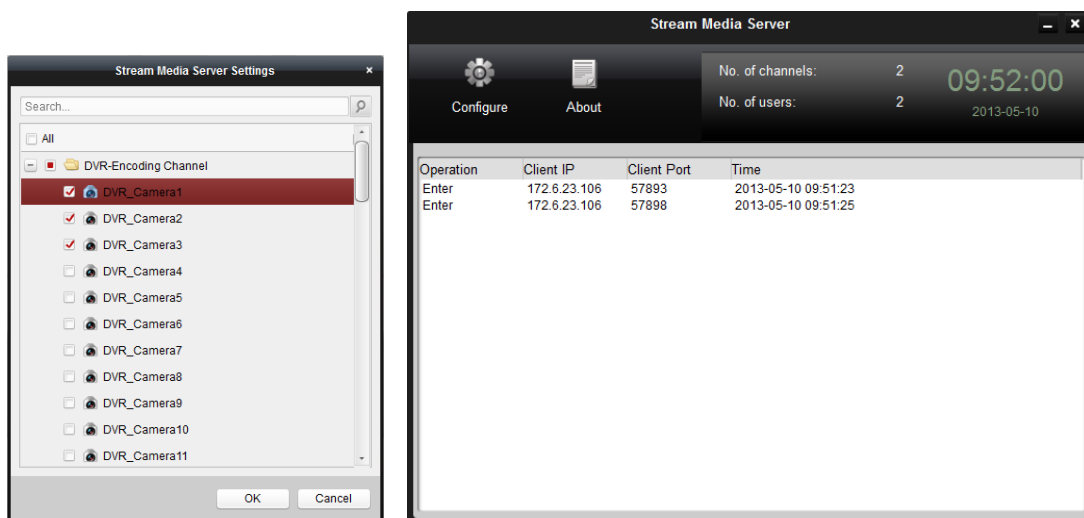 Stream Media Server Settings
Search...
All
DVR-Encoding Channel
DVR_Camera1
DVR_Camera2
DVR_Camera3
DVR_Camera4
DVR_Camera5
DVR_Camera6
DVR_Camera7
DVR_Camera8
DVR_Camera9
DVR_Camera10
DVR_Camera11
OK Cancel
Stream Media Server
Configure About
No. of channels: 2
No. of users: 2
09:52:00
2013-05-10
Operation Client IP Client Port Time
Enter 172.6.23.106 57893 2013-05-10 09:51:23
Enter 172.6.23.106 57898 2013-05-10 09:51:25